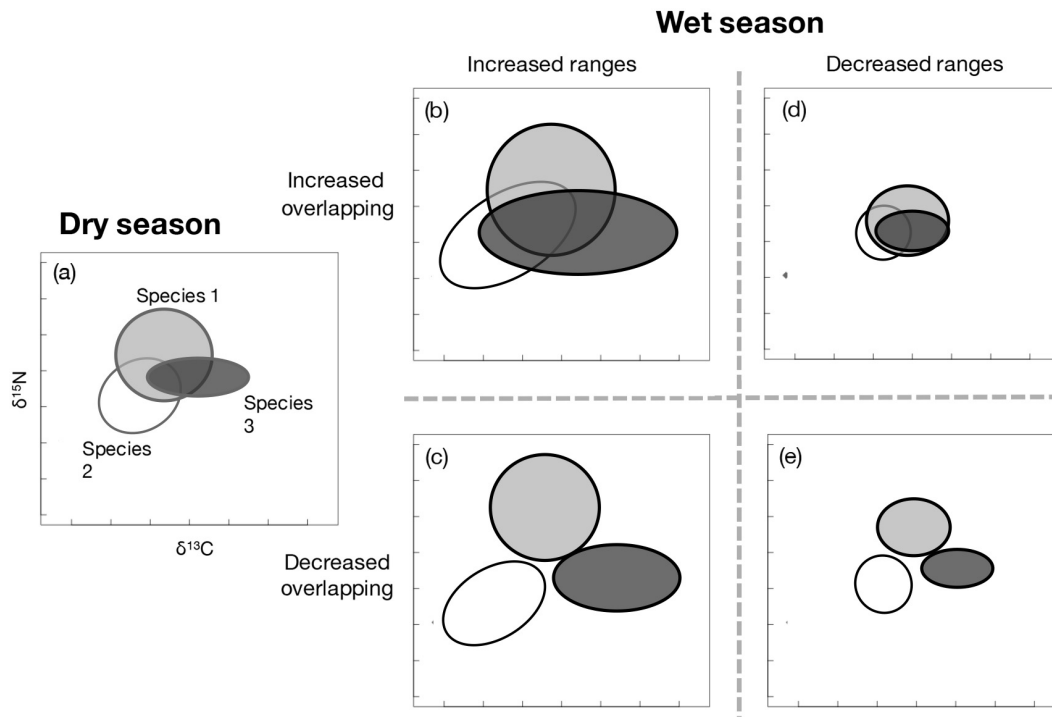 Wet season
Increased ranges
Decreased ranges
(b)
(d)
Increased
overlapping
Dry season
(a)
Species 1
δ¹⁵N
Species
3
Species
2
δ¹³C
(c)
(e)
Decreased
overlapping